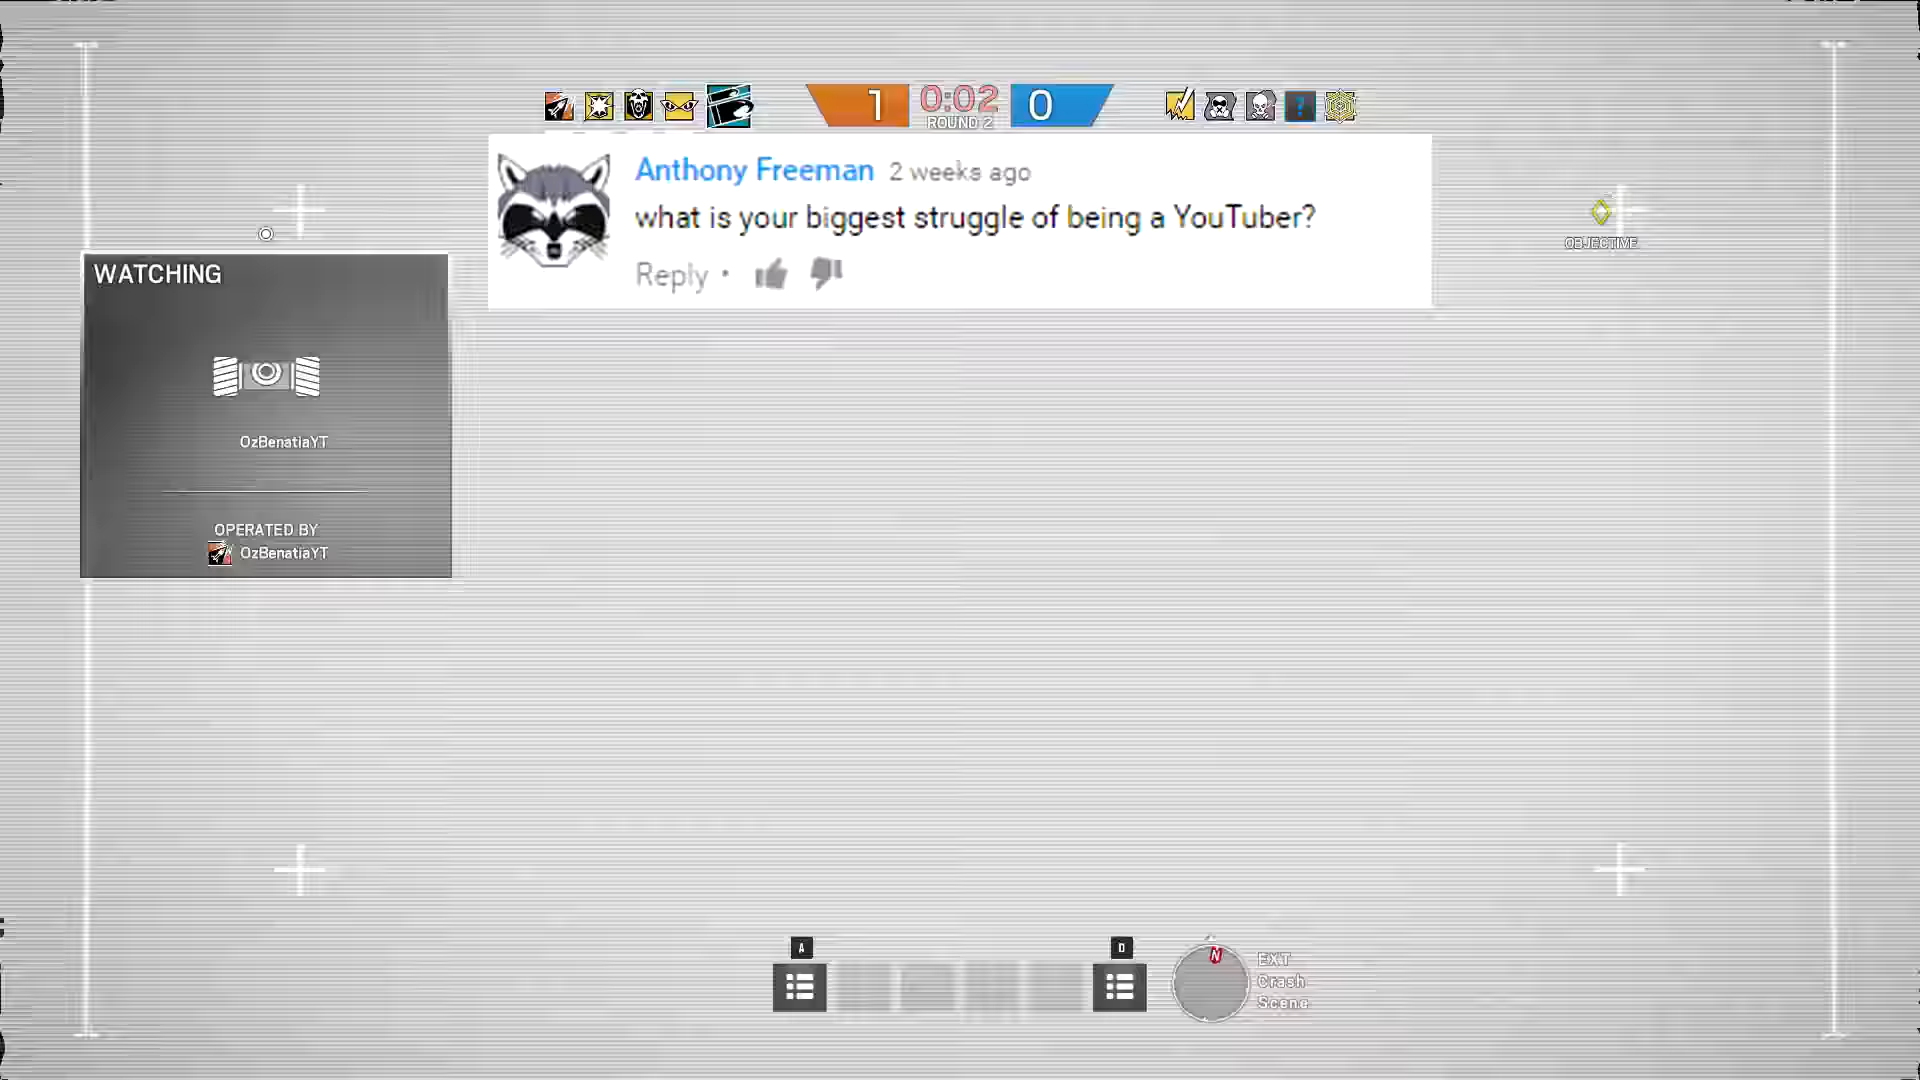 1 0:02 0
ROUND 2
Anthony Freeman 2 weeks ago
what is your biggest struggle of being a YouTuber?
Reply •
OBJECTIVE
WATCHING
OzBenatiaYT
OPERATED BY
OzBenatiaYT
A D
N
EXT
Crash
Scene